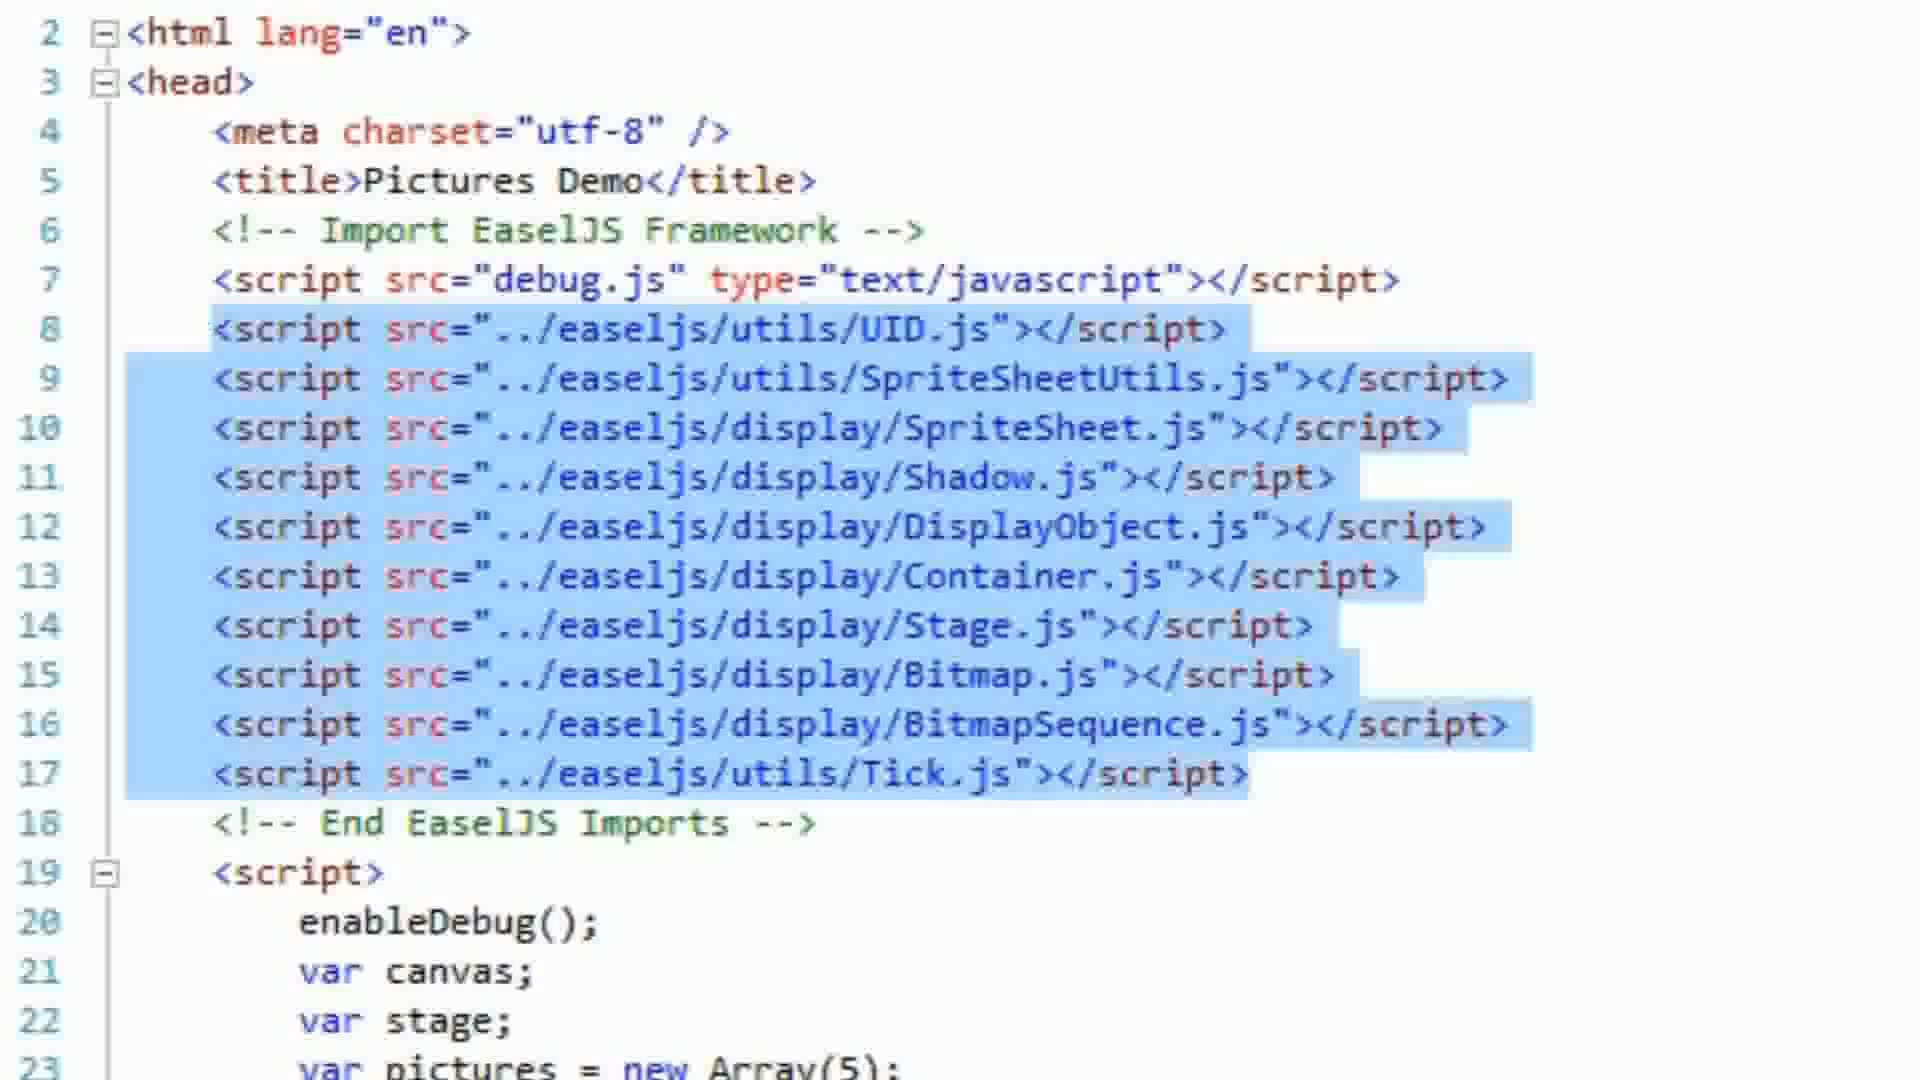 2 <html lang="en">
3 <head>
4 <meta charset="utf-8" />
5 <title>Pictures Demo</title>
6 <!-- Import EaselJS Framework -->
7 <script src="debug.js" type="text/javascript"></script>
8 <script src="../easeljs/utils/UID.js"></script>
9 <script src="../easeljs/utils/SpriteSheetUtils.js"></script>
10 <script src="../easeljs/display/SpriteSheet.js"></script>
11 <script src="../easeljs/display/Shadow.js"></script>
12 <script src="../easeljs/display/DisplayObject.js"></script>
13 <script src="../easeljs/display/Container.js"></script>
14 <script src="../easeljs/display/Stage.js"></script>
15 <script src="../easeljs/display/Bitmap.js"></script>
16 <script src="../easeljs/display/BitmapSequence.js"></script>
17 <script src="../easeljs/utils/Tick.js"></script>
18 <!-- End EaselJS Imports -->
19 <script>
20 enableDebug();
21 var canvas;
22 var stage;
23 var pictures = new Array(5);